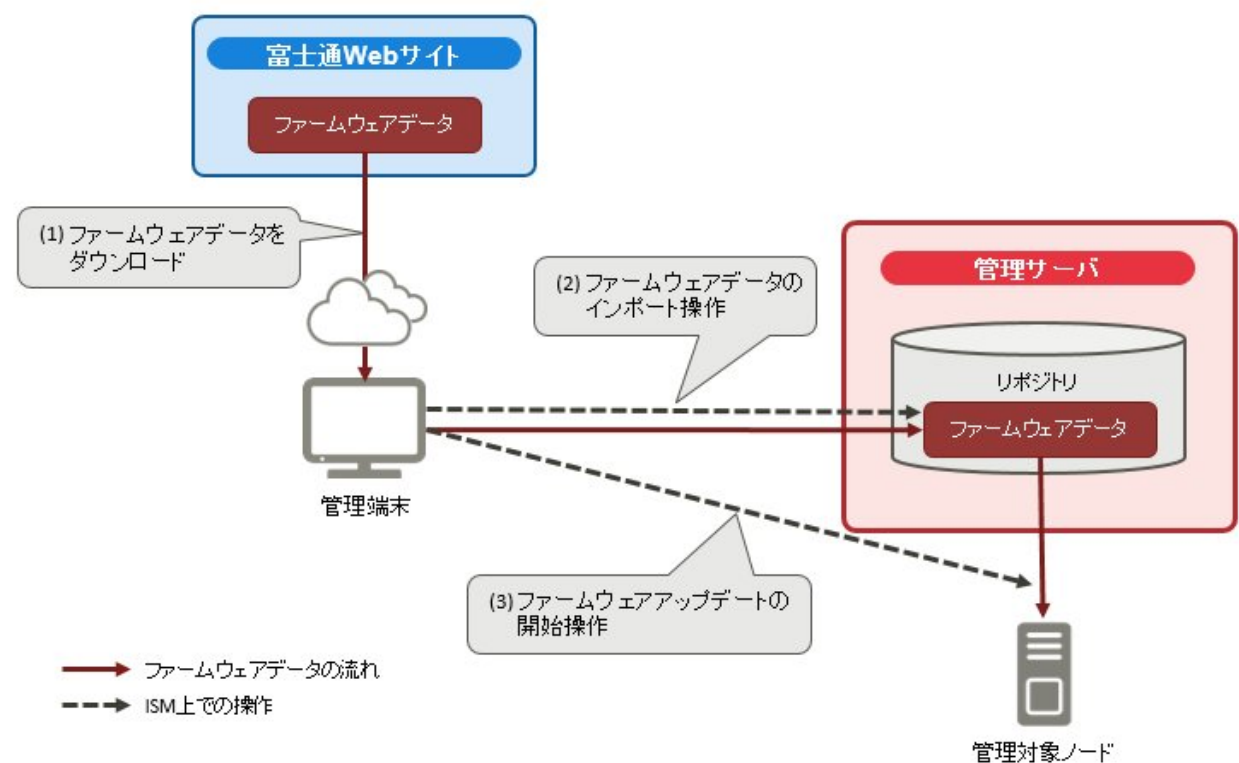 富士通Webサイト
ファームウェアデータ
(1) ファームウェアデータを
ダウンロード
(2) ファームウェアデータの
インポート操作
管理サーバ
リポジトリ
ファームウェアデータ
管理端末
(3) ファームウェアアップデートの
開始操作
ファームウェアデータの流れ
ISM上での操作
管理対象ノード